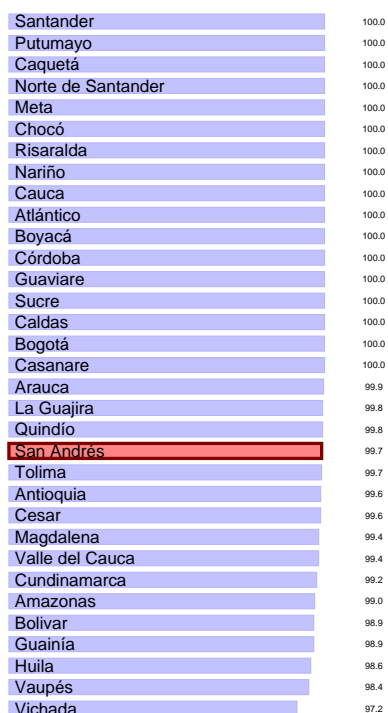 Santander 100.0
Putumayo 100.0
Caquetá 100.0
Norte de Santander 100.0
Meta 100.0
Chocó 100.0
Risaralda 100.0
Nariño 100.0
Cauca 100.0
Atlántico 100.0
Boyacá 100.0
Córdoba 100.0
Guaviare 100.0
Sucre 100.0
Caldas 100.0
Bogotá 100.0
Casanare 100.0
Arauca 99.9
La Guajira 99.8
Quindío 99.8
San Andrés 99.7
Tolima 99.7
Antioquia 99.6
Cesar 99.6
Magdalena 99.4
Valle del Cauca 99.4
Cundinamarca 99.2
Amazonas 99.0
Bolivar 98.9
Guainía 98.9
Huila 98.6
Vaupés 98.4
Vichada 97.2